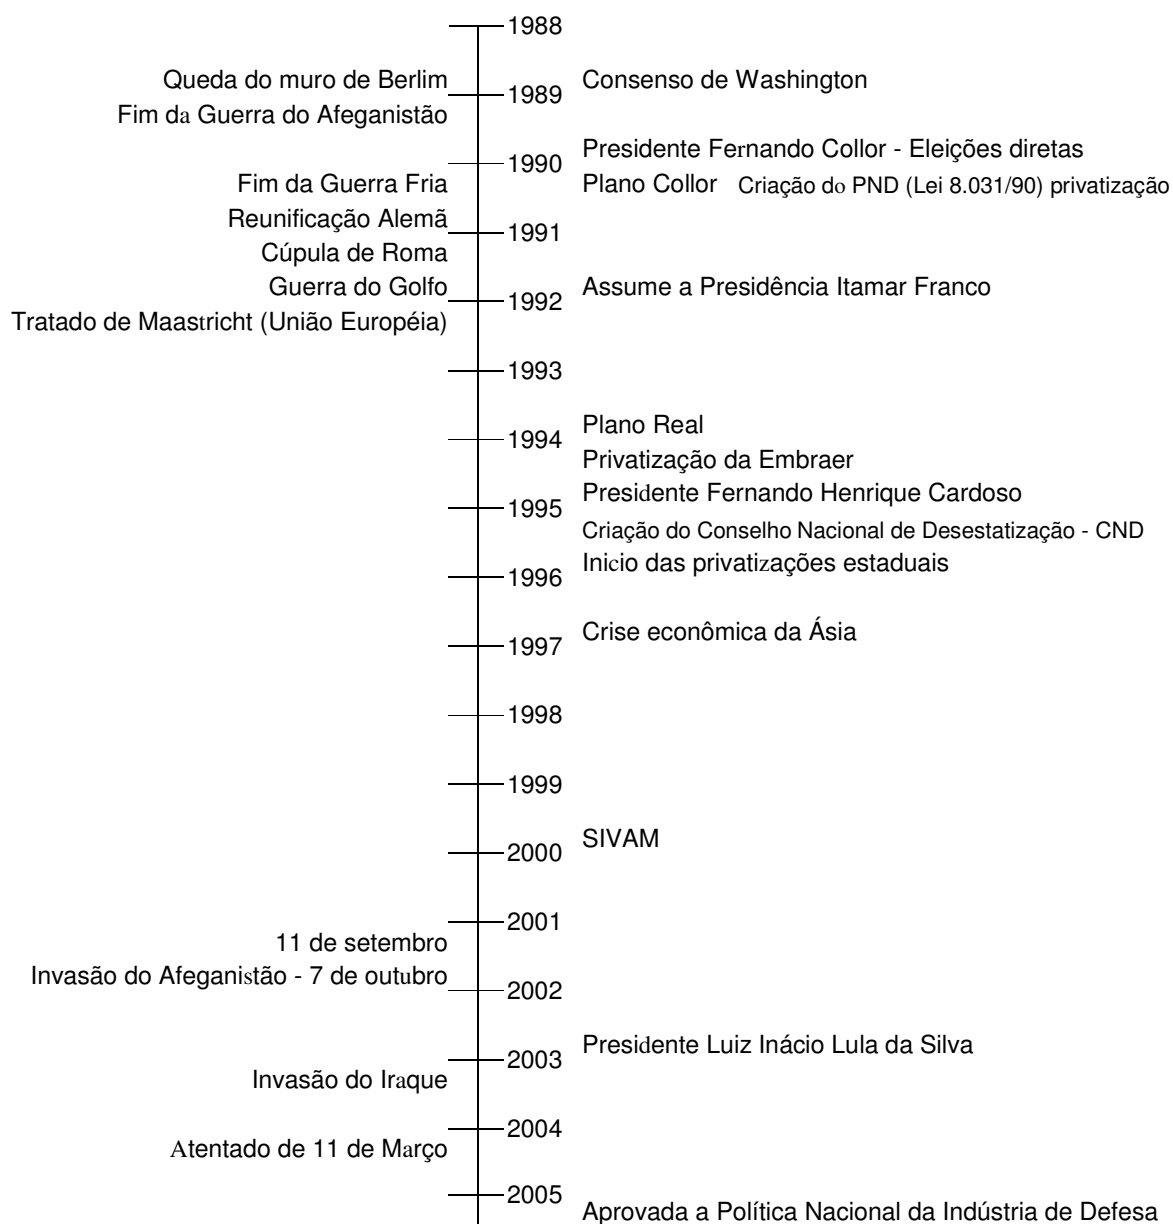 1988
Queda do muro de Berlim
Consenso de Washington
1989
Fim da Guerra do Afeganistão
Presidente Fernando Collor - Eleições diretas
1990
Fim da Guerra Fria
Plano Collor Criação do PND (Lei 8.031/90) privatização
Reunificação Alemã
1991
Cúpula de Roma
Guerra do Golfo
Assume a Presidência Itamar Franco
1992
Tratado de Maastricht (União Européia)
1993
Plano Real
1994
Privatização da Embraer
Presidente Fernando Henrique Cardoso
1995
Criação do Conselho Nacional de Desestatização - CND
Inicio das privatizações estaduais
1996
Crise econômica da Ásia
1997
1998
1999
SIVAM
2000
2001
11 de setembro
Invasão do Afeganistão - 7 de outubro
2002
Presidente Luiz Inácio Lula da Silva
2003
Invasão do Iraque
2004
Atentado de 11 de Março
2005
Aprovada a Política Nacional da Indústria de Defesa